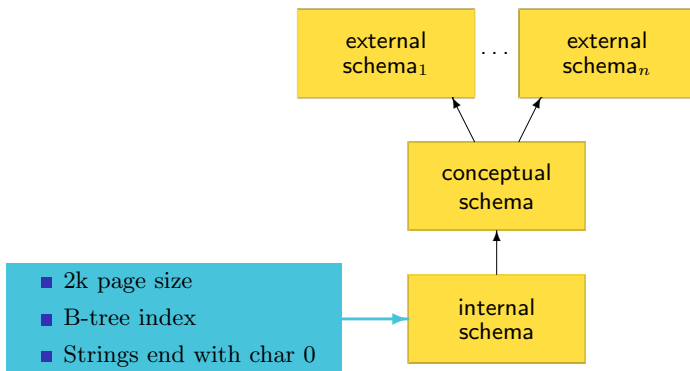 external
schema₁
. . .
external
schemaₙ
conceptual
schema
2k page size
B-tree index
Strings end with char 0
internal
schema